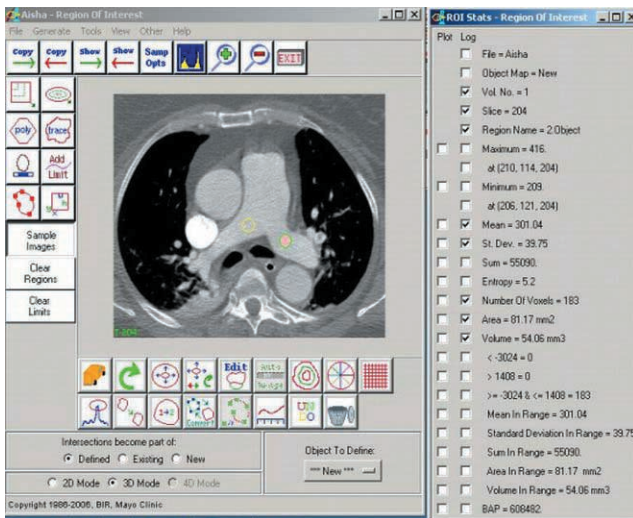 Aisha - Region Of Interest
File Generate Tools View Other Help
Copy Copy Show Show Samp Opts EXIT
poly trace
Add Limit
Sample Images
Clear Regions
Clear Limits
Edit
1→2 Convert UNDO
Intersections become part of:
Defined Existing New
Object To Define:
*** New ***
2D Mode 3D Mode 4D Mode
Copyright 1986-2006, BIR, Mayo Clinic
ROI Stats - Region Of Interest
Plot Log
File = Aisha
Object Map = New
Vol. No. = 1
Slice = 204
Region Name = 2.Object
Maximum = 416.
at (210, 114, 204)
Minimum = 209.
at (206, 121, 204)
Mean = 301.04
St. Dev. = 39.75
Sum = 55090.
Entropy = 5.2
Number Of Voxels = 183
Area = 81.17 mm2
Volume = 54.06 mm3
< -3024 = 0
> 1408 = 0
>= -3024 & <= 1408 = 183
Mean In Range = 301.04
Standard Deviation In Range = 39.75
Sum In Range = 55090.
Area In Range = 81.17 mm2
Volume In Range = 54.06 mm3
BAP = 608482.